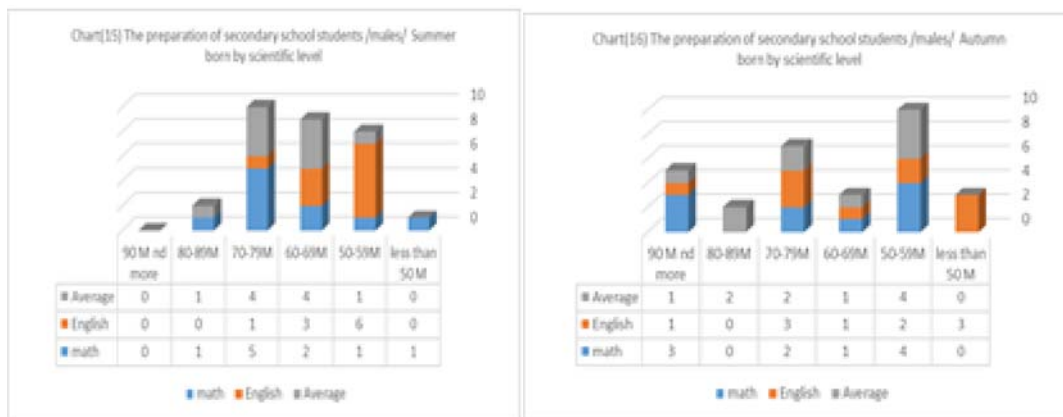 Chart(15) The preparation of secondary school students /males/ Summer
born by scientific level
10
8
6
4
2
0
90 M nd more 80-89M 70-79M 60-69M 50-59M less than 50 M
Average 0 1 4 4 1 0
English 0 0 1 3 6 0
math 0 1 5 2 1 1
math English Average
Chart(16) The preparation of secondary school students /males/ Autumn
born by scientific level
10
8
6
4
2
0
90 M nd more 80-89M 70-79M 60-69M 50-59M less than 50 M
Average 1 2 2 1 4 0
English 1 0 3 1 2 3
math 3 0 2 1 4 0
math English Average